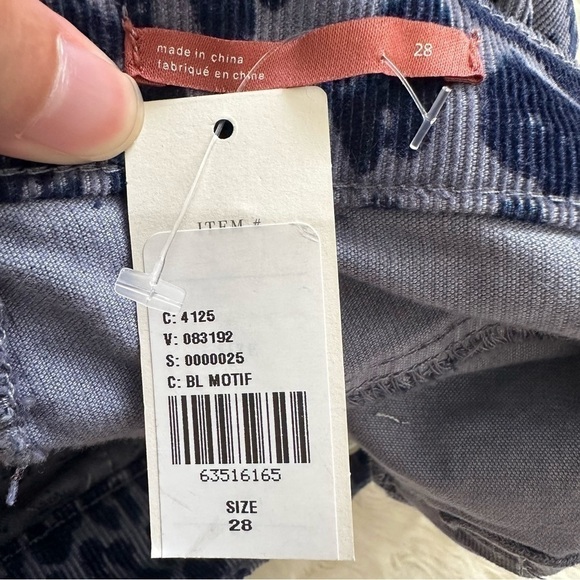 made in china
fabriqué en chine
28
ITEM #
C: 4125
V: 083192
S: 0000025
C: BL MOTIF
63516165
SIZE
28